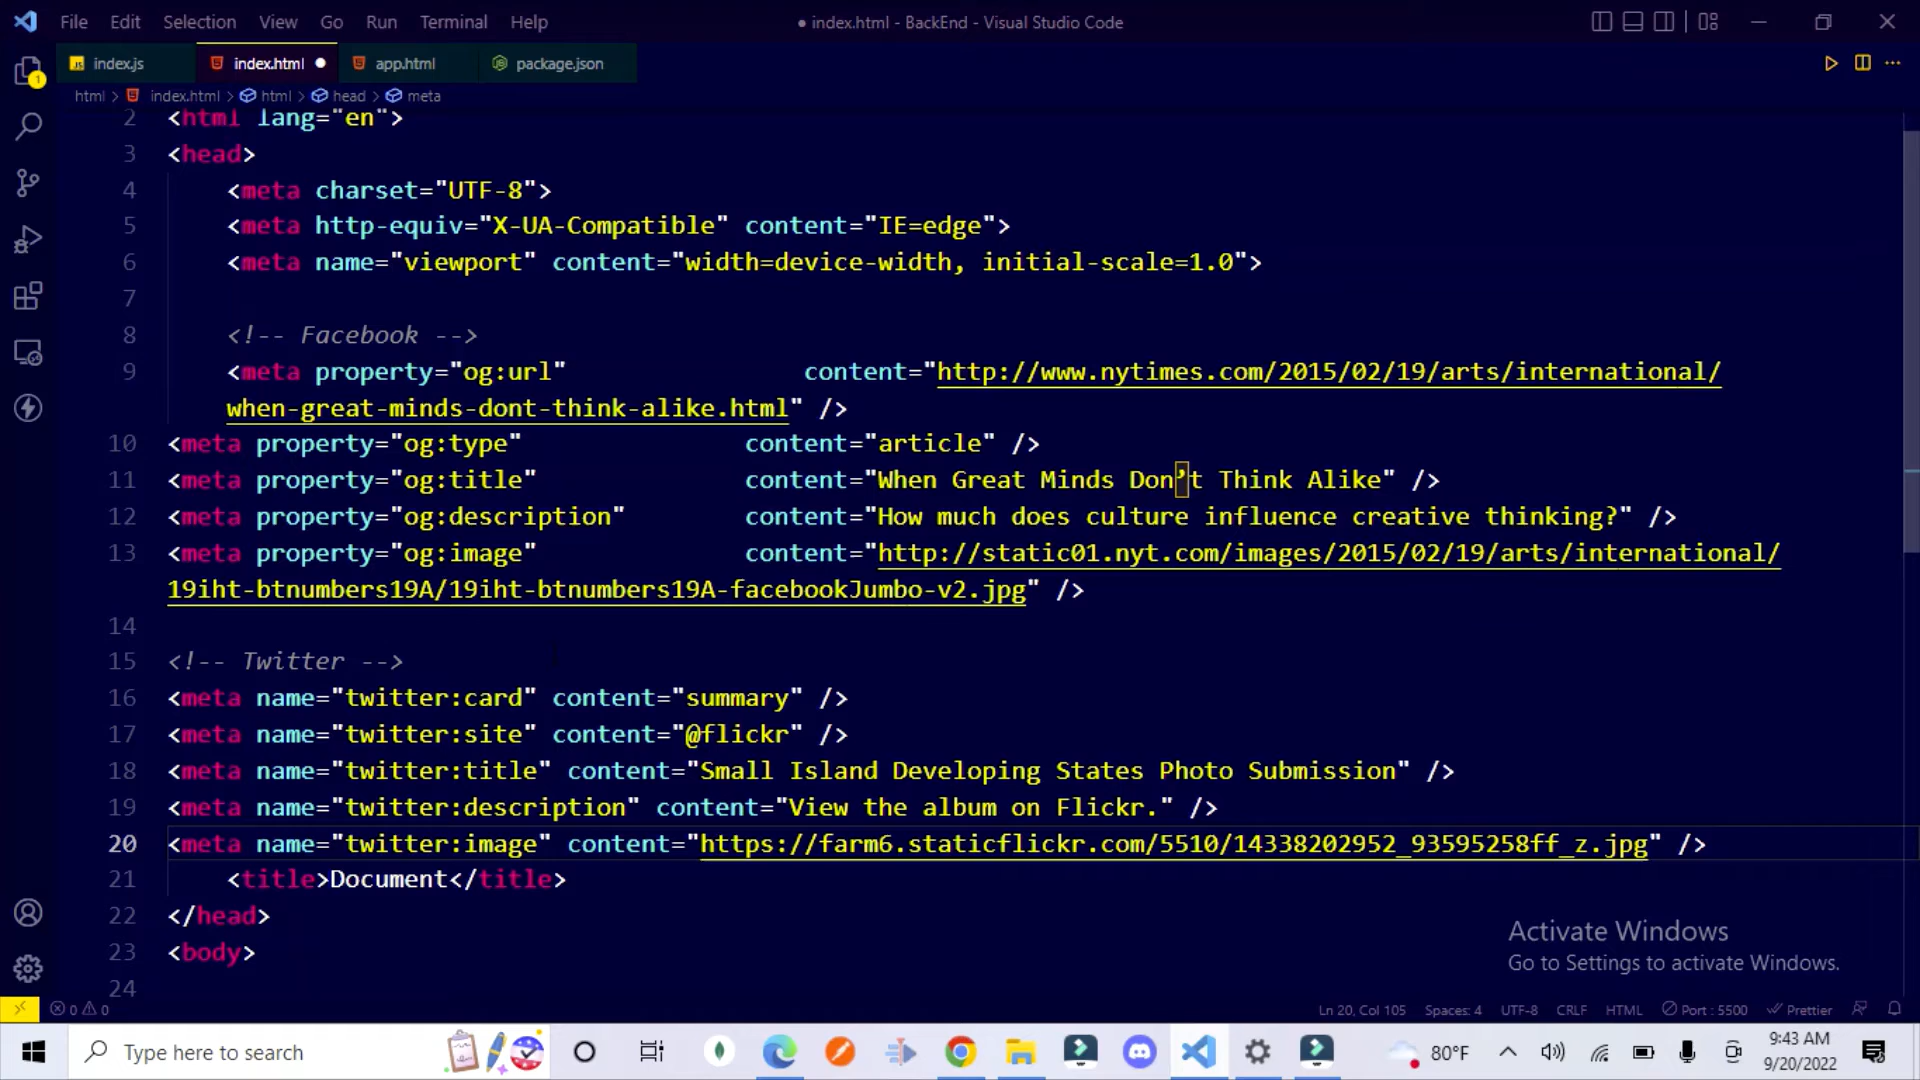 File Edit Selection View Go Run Terminal Help ● index.html - BackEnd - Visual Studio Code
JS index.js index.html ● app.html package.json
1 html > index.html > html > head > meta
2 <html lang="en">
3 <head>
4 <meta charset="UTF-8">
5 <meta http-equiv="X-UA-Compatible" content="IE=edge">
6 <meta name="viewport" content="width=device-width, initial-scale=1.0">
7
8 <!-- Facebook -->
9 <meta property="og:url" content="http://www.nytimes.com/2015/02/19/arts/international/
when-great-minds-dont-think-alike.html" />
10 <meta property="og:type" content="article" />
11 <meta property="og:title" content="When Great Minds Don’t Think Alike" />
12 <meta property="og:description" content="How much does culture influence creative thinking?" />
13 <meta property="og:image" content="http://static01.nyt.com/images/2015/02/19/arts/international/
19iht-btnumbers19A/19iht-btnumbers19A-facebookJumbo-v2.jpg" />
14
15 <!-- Twitter -->
16 <meta name="twitter:card" content="summary" />
17 <meta name="twitter:site" content="@flickr" />
18 <meta name="twitter:title" content="Small Island Developing States Photo Submission" />
19 <meta name="twitter:description" content="View the album on Flickr." />
20 <meta name="twitter:image" content="https://farm6.staticflickr.com/5510/14338202952_93595258ff_z.jpg" />
21 <title>Document</title>
22 </head>
23 <body>
24
Activate Windows
Go to Settings to activate Windows.
0 0 Ln 20, Col 105 Spaces: 4 UTF-8 CRLF HTML Port : 5500 Prettier
Type here to search 80°F 9:43 AM
9/20/2022